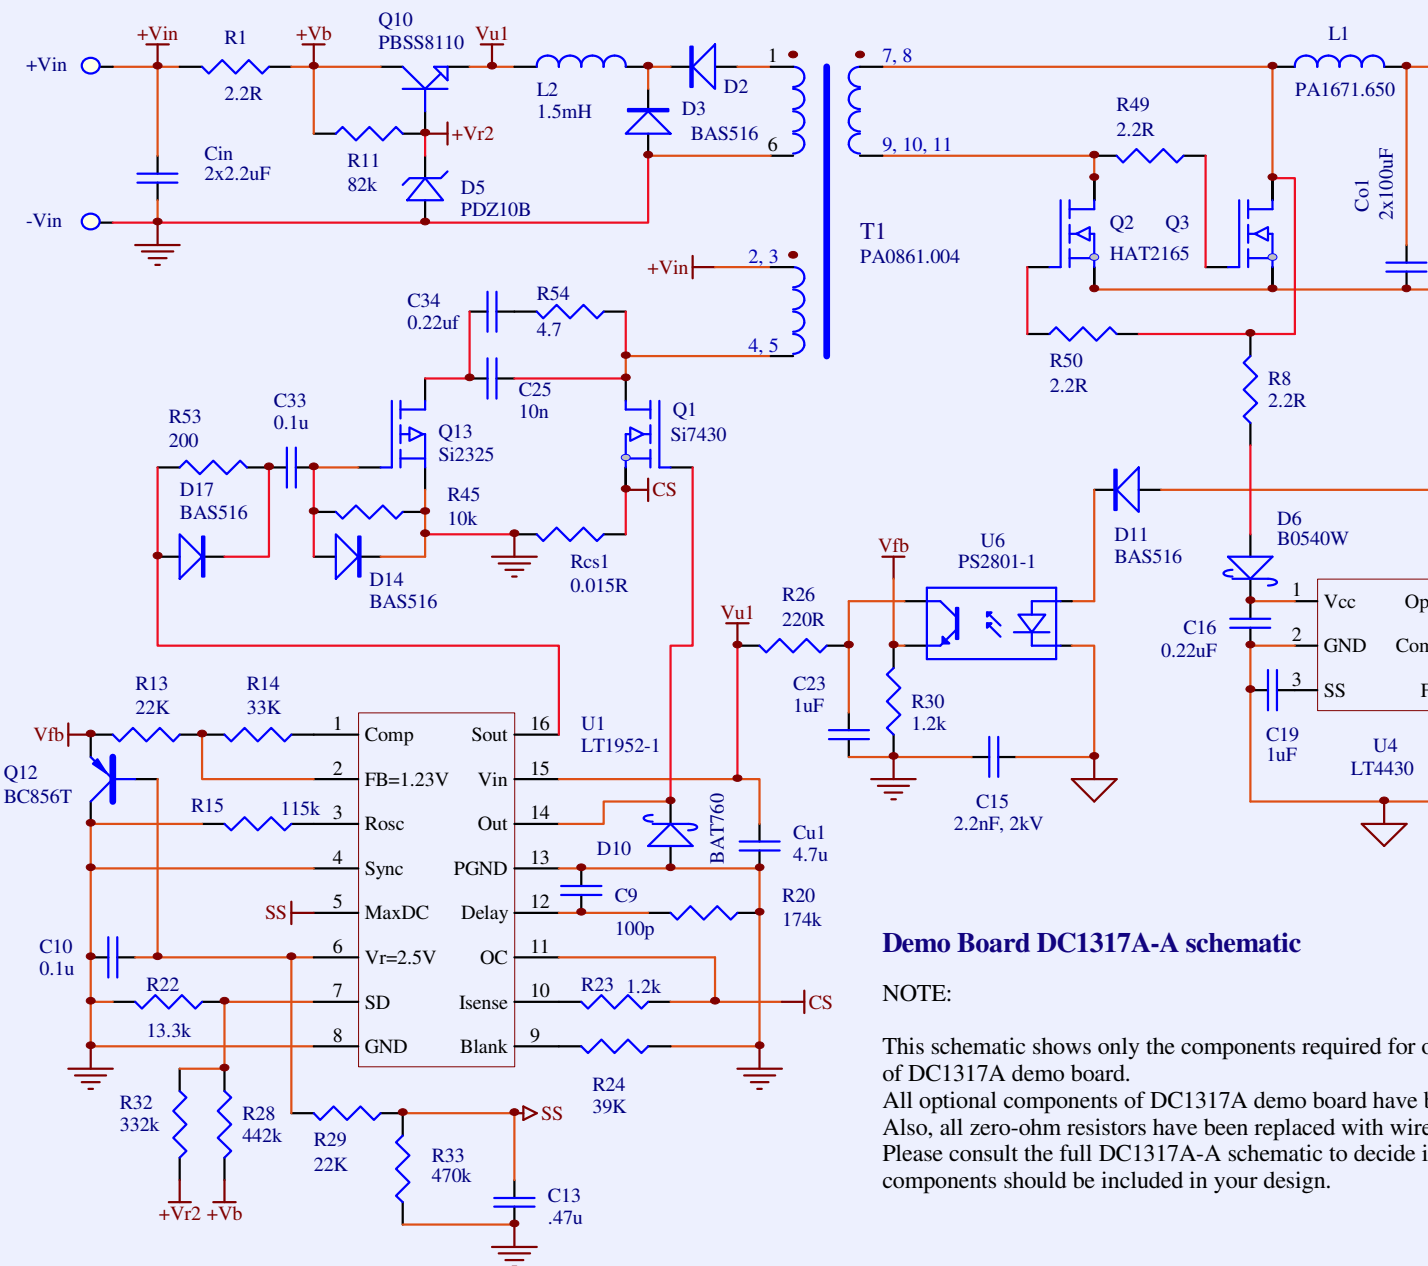 +Vin
R1
+Vb
Q10
PBSS8110
Vu1
L1
+Vin
2.2R
L2
1.5mH
D2
1
7, 8
PA1671.650
D3
BAS516
R49
2.2R
+Vr2
R11
82k
Cin
2x2.2uF
6
9, 10, 11
Co1
2x100uF
D5
PDZ10B
-Vin
T1
PA0861.004
Q2
Q3
HAT2165
+Vin
2, 3
C34
0.22uf
R54
4.7
4, 5
R50
2.2R
R8
2.2R
C25
10n
R53
200
C33
0.1u
Q13
Si2325
Q1
Si7430
D17
BAS516
R45
10k
CS
D14
BAS516
Rcs1
0.015R
D11
BAS516
D6
B0540W
Vfb
U6
PS2801-1
R26
220R
Vu1
1
Vcc
Op
C16
0.22uF
2
GND
Com
3
SS
F
C23
1uF
R30
1.2k
C19
1uF
U4
LT4430
C15
2.2nF, 2kV
R13
22K
R14
33K
Vfb
1
Comp
Sout
16
U1
LT1952-1
Q12
BC856T
2
FB=1.23V
Vin
15
R15
115k
3
Rosc
Out
14
D10
BAT760
Cu1
4.7u
4
Sync
PGND
13
SS
5
MaxDC
Delay
12
C9
100p
R20
174k
C10
0.1u
6
Vr=2.5V
OC
11
R22
13.3k
7
SD
Isense
10
R23
1.2k
CS
8
GND
Blank
9
R24
39K
R32
332k
R28
442k
R29
22K
SS
R33
470k
C13
.47u
+Vr2
+Vb
Demo Board DC1317A-A schematic
NOTE:
This schematic shows only the components required for
of DC1317A demo board.
All optional components of DC1317A demo board have
Also, all zero-ohm resistors have been replaced with wire
Please consult the full DC1317A-A schematic to decide
components should be included in your design.